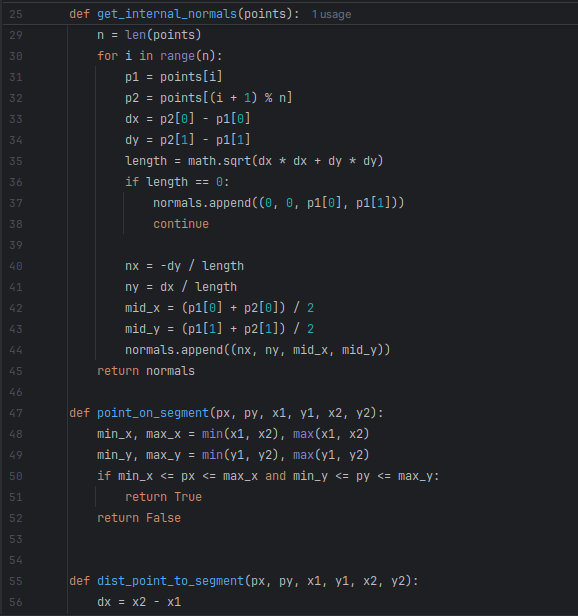 25 def get_internal_normals(points): 1 usage
29 n = len(points)
30 for i in range(n):
31 p1 = points[i]
32 p2 = points[(i + 1) % n]
33 dx = p2[0] - p1[0]
34 dy = p2[1] - p1[1]
35 length = math.sqrt(dx * dx + dy * dy)
36 if length == 0:
37 normals.append((0, 0, p1[0], p1[1]))
38 continue
39
40 nx = -dy / length
41 ny = dx / length
42 mid_x = (p1[0] + p2[0]) / 2
43 mid_y = (p1[1] + p2[1]) / 2
44 normals.append((nx, ny, mid_x, mid_y))
45 return normals
46
47 def point_on_segment(px, py, x1, y1, x2, y2):
48 min_x, max_x = min(x1, x2), max(x1, x2)
49 min_y, max_y = min(y1, y2), max(y1, y2)
50 if min_x <= px <= max_x and min_y <= py <= max_y:
51 return True
52 return False
53
54
55 def dist_point_to_segment(px, py, x1, y1, x2, y2):
56 dx = x2 - x1